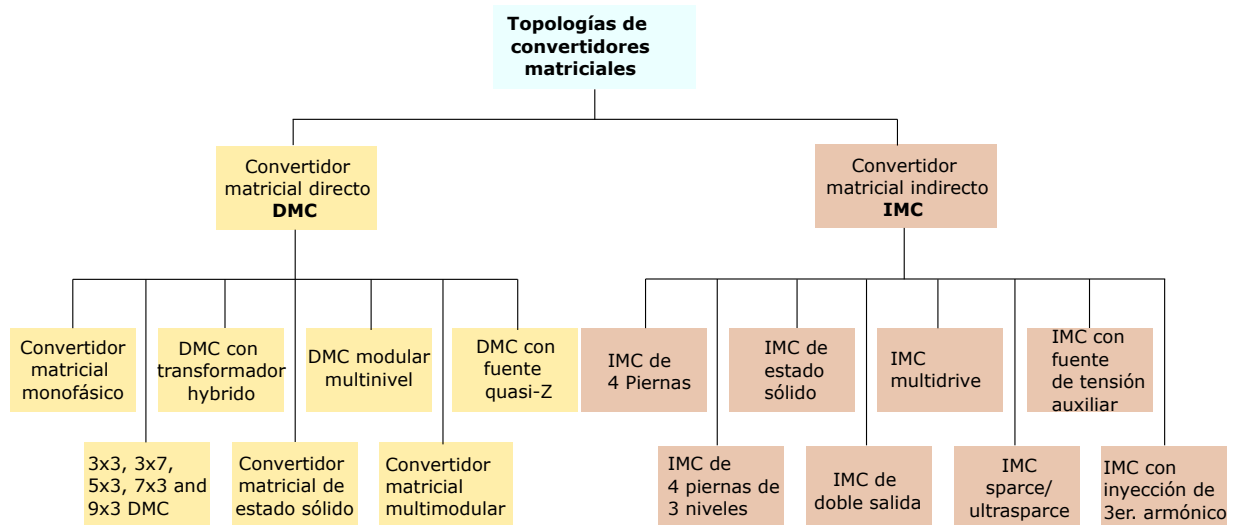 Topologías de
convertidores
matriciales
Convertidor
matricial directo
DMC
Convertidor
matricial indirecto
IMC
Convertidor
matricial
monofásico
DMC con
transformador
hybrido
DMC modular
multinivel
DMC con
fuente
quasi-Z
IMC de
4 Piernas
IMC de
estado
sólido
IMC
multidrive
IMC con
fuente
de tensión
auxiliar
3x3, 3x7,
5x3, 7x3 and
9x3 DMC
Convertidor
matricial de
estado sólido
Convertidor
matricial
multimodular
IMC de
4 piernas de
3 niveles
IMC de
doble salida
IMC
sparce/
ultrasparce
IMC con
inyección de
3er. armónico